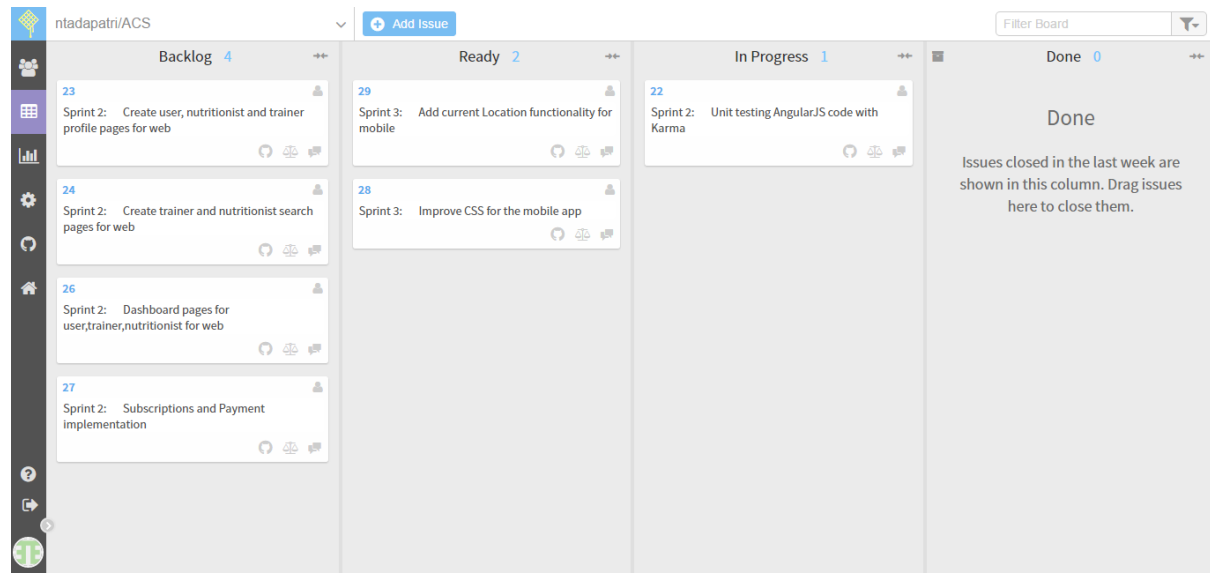 ntadapatri/ACS
Add Issue
Filter Board
Backlog 4
23
Sprint 2: Create user, nutritionist and trainer
profile pages for web
24
Sprint 2: Create trainer and nutritionist search
pages for web
26
Sprint 2: Dashboard pages for
user,trainer,nutritionist for web
27
Sprint 2: Subscriptions and Payment
implementation
Ready 2
29
Sprint 3: Add current Location functionality for
mobile
28
Sprint 3: Improve CSS for the mobile app
In Progress 1
22
Sprint 2: Unit testing AngularJS code with
Karma
Done 0
Done
Issues closed in the last week are
shown in this column. Drag issues
here to close them.